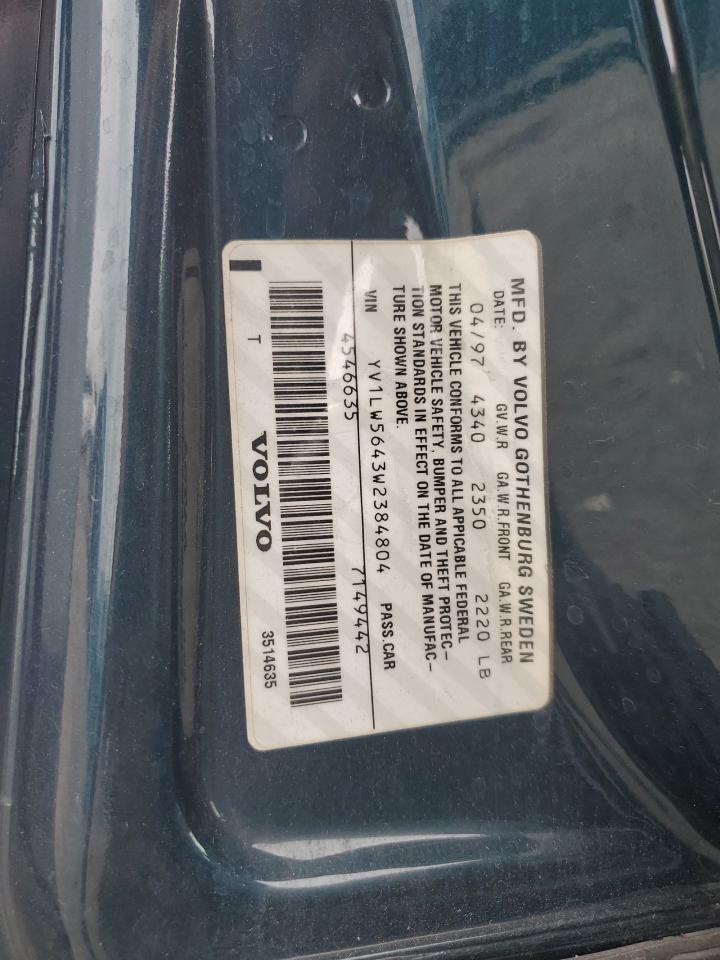 MFD. BY VOLVO GOTHENBURG SWEDEN
DATE: GV.W.R GA.W.R.FRONT GA.W.R.REAR
04/97 4340 2350 2220 LB
THIS VEHICLE CONFORMS TO ALL APPLICABLE FEDERAL
MOTOR VEHICLE SAFETY, BUMPER AND THEFT PROTEC-
TION STANDARDS IN EFFECT ON THE DATE OF MANUFAC-
TURE SHOWN ABOVE.
VIN YV1LW5643W2384804 PASS.CAR
4546635 7149442
T VOLVO 3514635